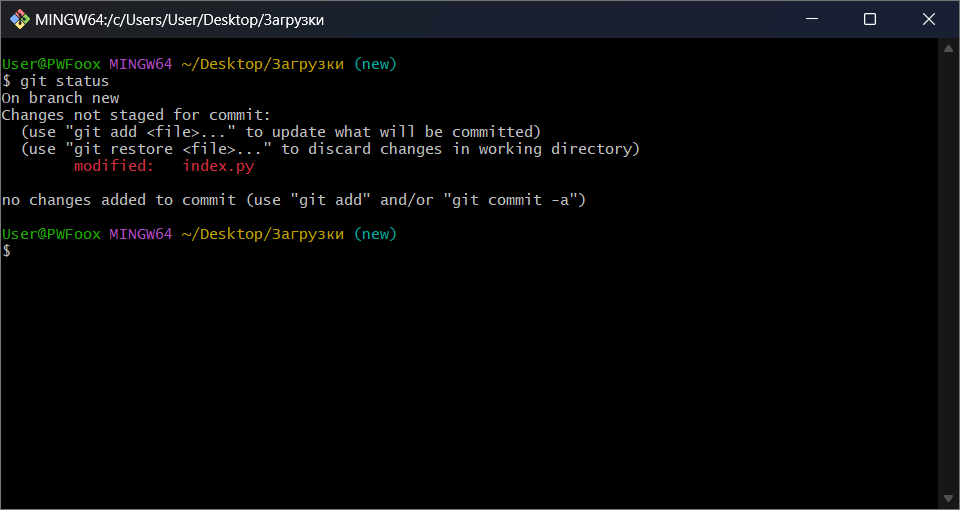 MINGW64:/c/Users/User/Desktop/Загрузки
User@PWFoox MINGW64 ~/Desktop/Загрузки (new)
$ git status
On branch new
Changes not staged for commit:
  (use "git add <file>..." to update what will be committed)
  (use "git restore <file>..." to discard changes in working directory)
        modified:   index.py
no changes added to commit (use "git add" and/or "git commit -a")
User@PWFoox MINGW64 ~/Desktop/Загрузки (new)
$